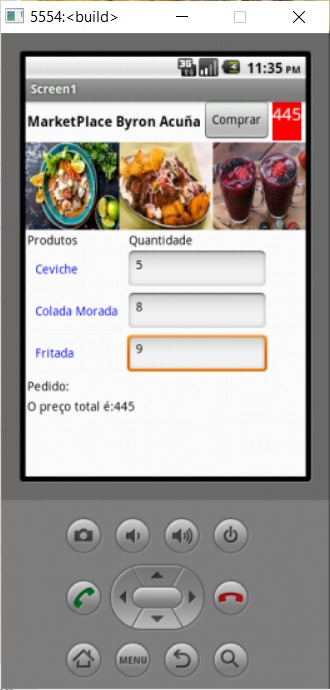 5554:<build>
3G
11:35 PM
Screen1
MarketPlace Byron Acuña Comprar 445
Produtos Quantidade
Ceviche 5
Colada Morada 8
Fritada 9
Pedido:
O preço total é:445
MENU